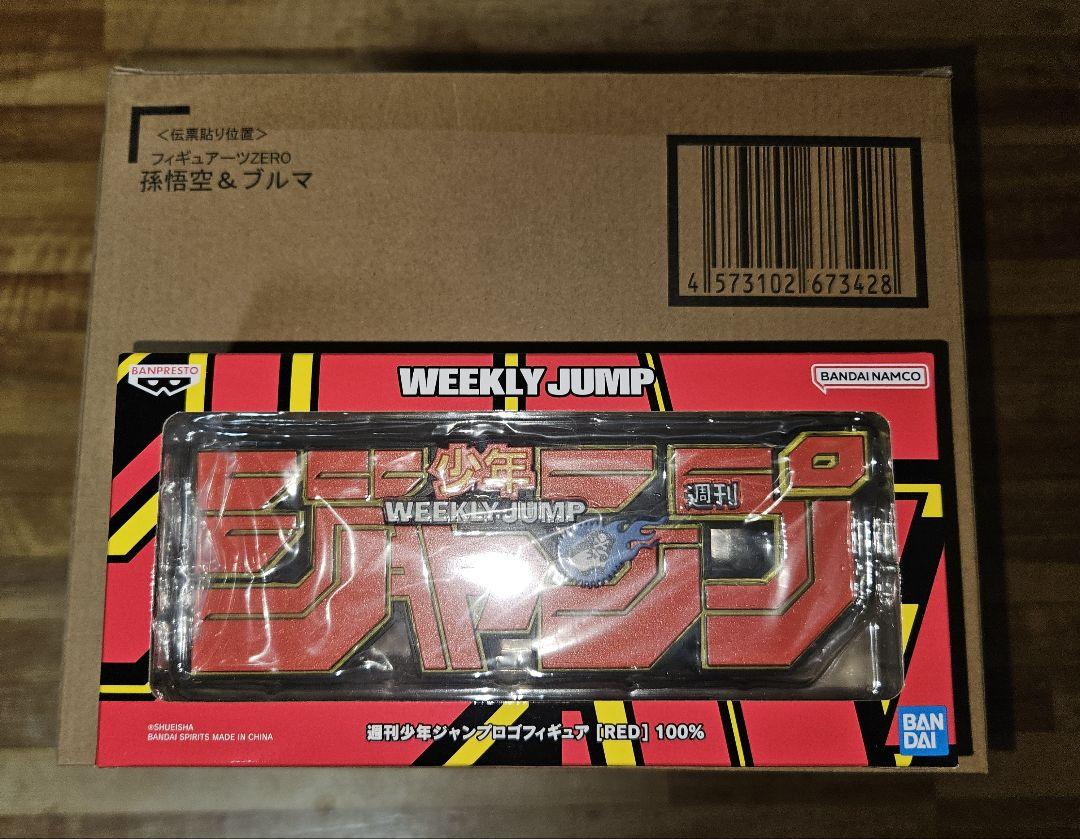 ＜伝票貼り位置＞
フィギュアーツZERO
孫悟空＆ブルマ
4 573102 673428
BANPRESTO
WEEKLY JUMP
BANDAI NAMCO
少年
週刊
WEEKLY JUMP
ジャンプ
©SHUEISHA
BANDAI SPIRITS MADE IN CHINA
週刊少年ジャンプロゴフィギュア [RED] 100%
BAN
DAI